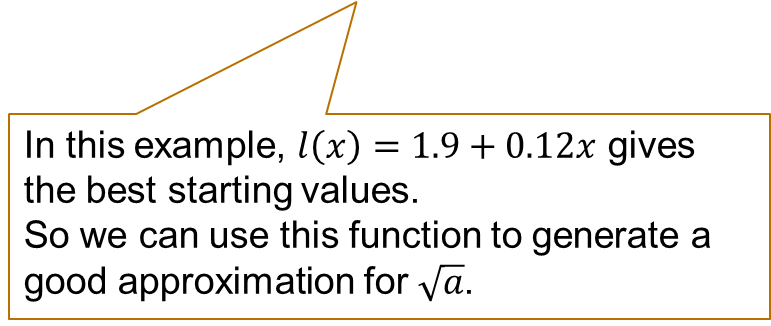 In this example, 𝑙(𝑥) = 1.9 + 0.12𝑥 gives
the best starting values.
So we can use this function to generate a
good approximation for √𝑎.